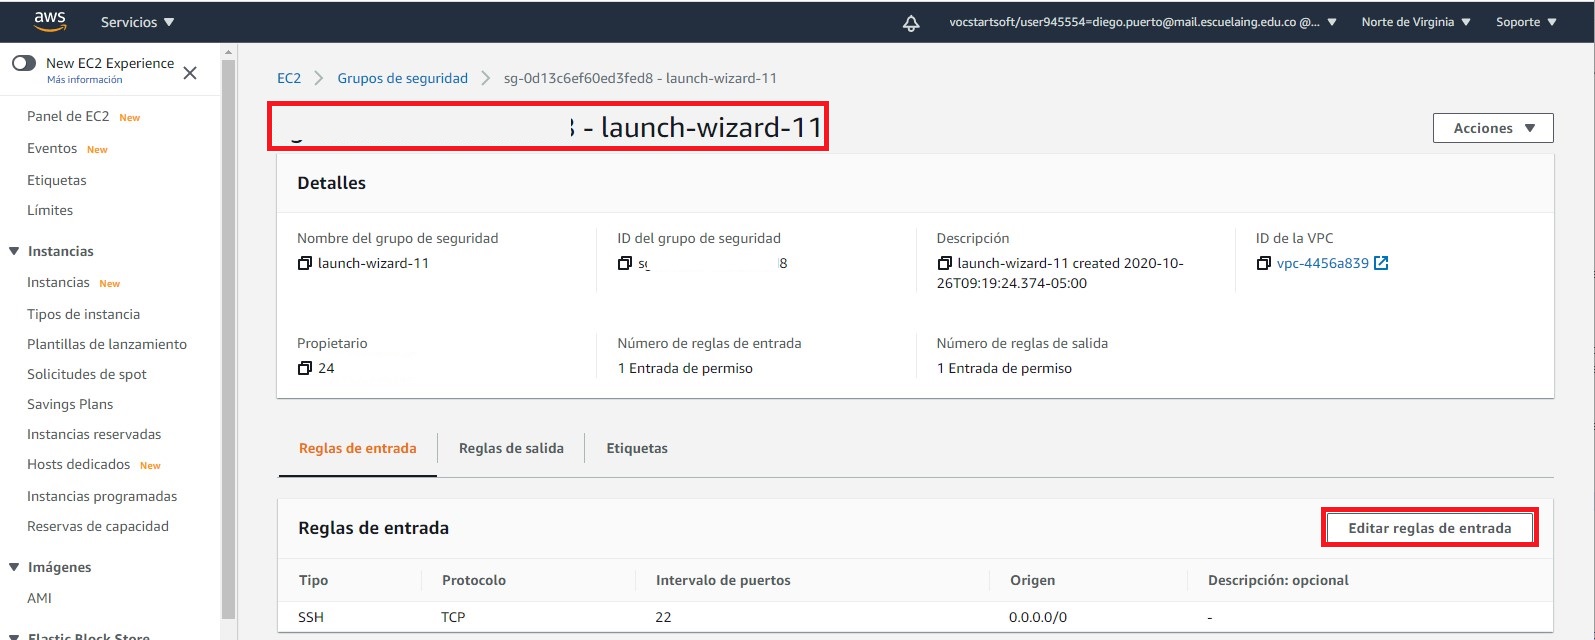 aws
Servicios
vocstartsoft/user945554=diego.puerto@mail.escuelaing.edu.co @...
Norte de Virginia
Soporte
New EC2 Experience
Más información
Panel de EC2 New
Eventos New
Etiquetas
Límites
Instancias
Instancias New
Tipos de instancia
Plantillas de lanzamiento
Solicitudes de spot
Savings Plans
Instancias reservadas
Hosts dedicados New
Instancias programadas
Reservas de capacidad
Imágenes
AMI
Elastic Block Store
EC2 > Grupos de seguridad > sg-0d13c6ef60ed3fed8 - launch-wizard-11
- launch-wizard-11
Acciones
Detalles
Nombre del grupo de seguridad
launch-wizard-11
ID del grupo de seguridad
8
Descripción
launch-wizard-11 created 2020-10-
26T09:19:24.374-05:00
ID de la VPC
vpc-4456a839
Propietario
24
Número de reglas de entrada
1 Entrada de permiso
Número de reglas de salida
1 Entrada de permiso
Reglas de entrada
Reglas de salida
Etiquetas
Reglas de entrada
Editar reglas de entrada
Tipo Protocolo Intervalo de puertos Origen Descripción: opcional
SSH TCP 22 0.0.0.0/0 -